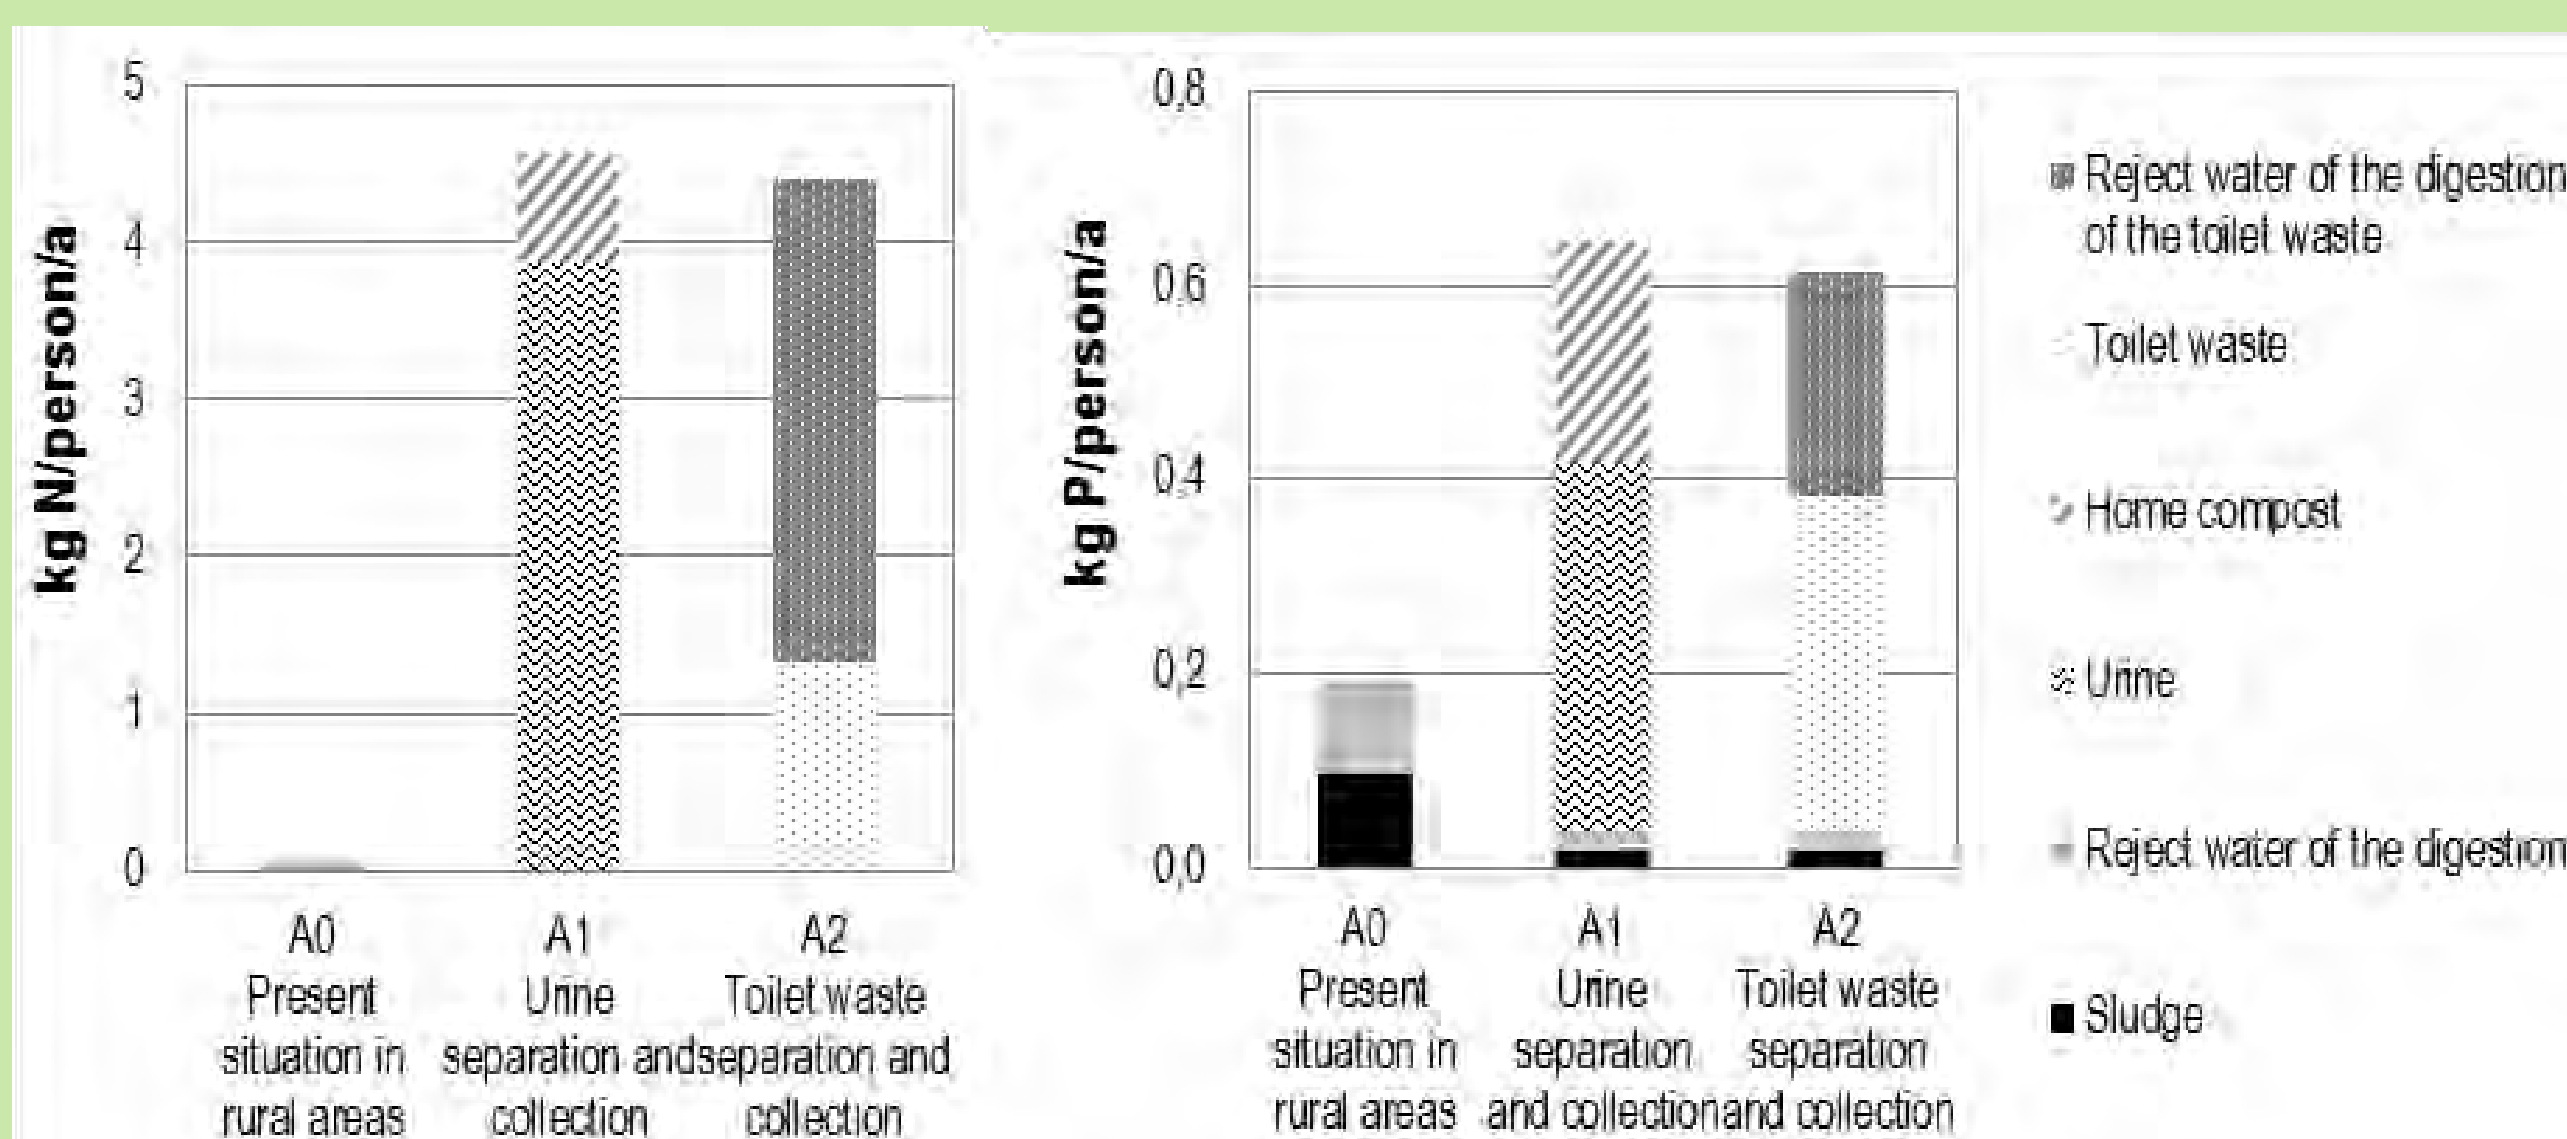 kg N/person/a
5
4
3
2
1
0
A0
Present
situation in
rural areas
A1
Urine
separation and
collection
A2
Toilet waste
separation and
collection
kg P/person/a
0,8
0,6
0,4
0,2
0,0
A0
Present
situation in
rural areas
A1
Urine
separation
and collection
A2
Toilet waste
separation
and collection
Reject water of the digestion
of the toilet waste
Toilet waste
Home compost
Urine
Reject water of the digestion
Sludge